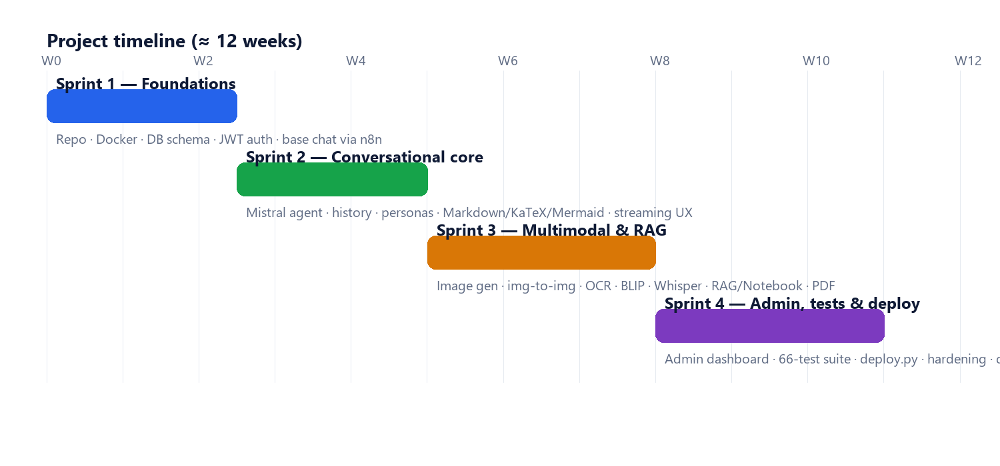 Project timeline (≈ 12 weeks)
W0 W2 W4 W6 W8 W10 W12
Sprint 1 — Foundations
Repo · Docker · DB schema · JWT auth · base chat via n8n
Sprint 2 — Conversational core
Mistral agent · history · personas · Markdown/KaTeX/Mermaid · streaming UX
Sprint 3 — Multimodal & RAG
Image gen · img-to-img · OCR · BLIP · Whisper · RAG/Notebook · PDF
Sprint 4 — Admin, tests & deploy
Admin dashboard · 66-test suite · deploy.py · hardening ·